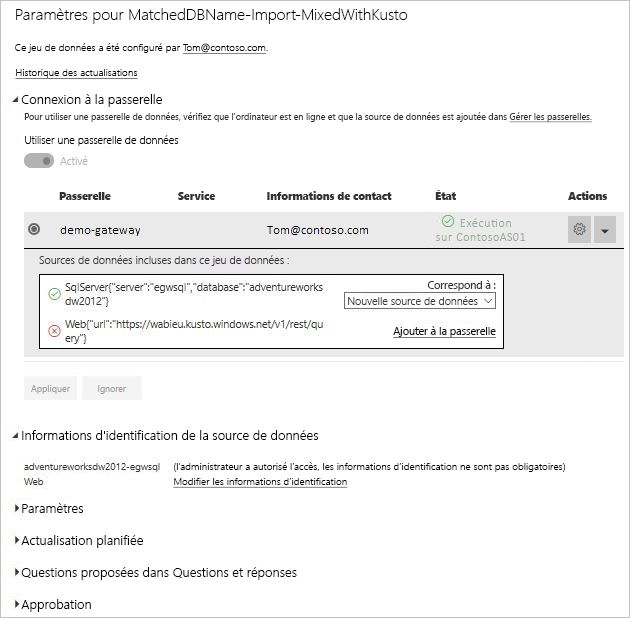 Paramètres pour MatchedDBName-Import-MixedWithKusto
Ce jeu de données a été configuré par Tom@contoso.com.
Historique des actualisations
Connexion à la passerelle
Pour utiliser une passerelle de données, vérifiez que l'ordinateur est en ligne et que la source de données est ajoutée dans Gérer les passerelles.
Utiliser une passerelle de données
Activé
Passerelle Service Informations de contact État Actions
demo-gateway Tom@contoso.com Exécution
sur ContosoAS01
Sources de données incluses dans ce jeu de données :
Correspond à :
SqlServer{"server":"egwsql","database":"adventureworks
dw2012"}
Nouvelle source de données
Web{"url":"https://wabieu.kusto.windows.net/v1/rest/qu
ery"}
Ajouter à la passerelle
Appliquer Ignorer
Informations d'identification de la source de données
adventureworksdw2012-egwsql (l'administrateur a autorisé l'accès, les informations d'identification ne sont pas obligatoires)
Web Modifier les informations d'identification
Paramètres
Actualisation planifiée
Questions proposées dans Questions et réponses
Approbation